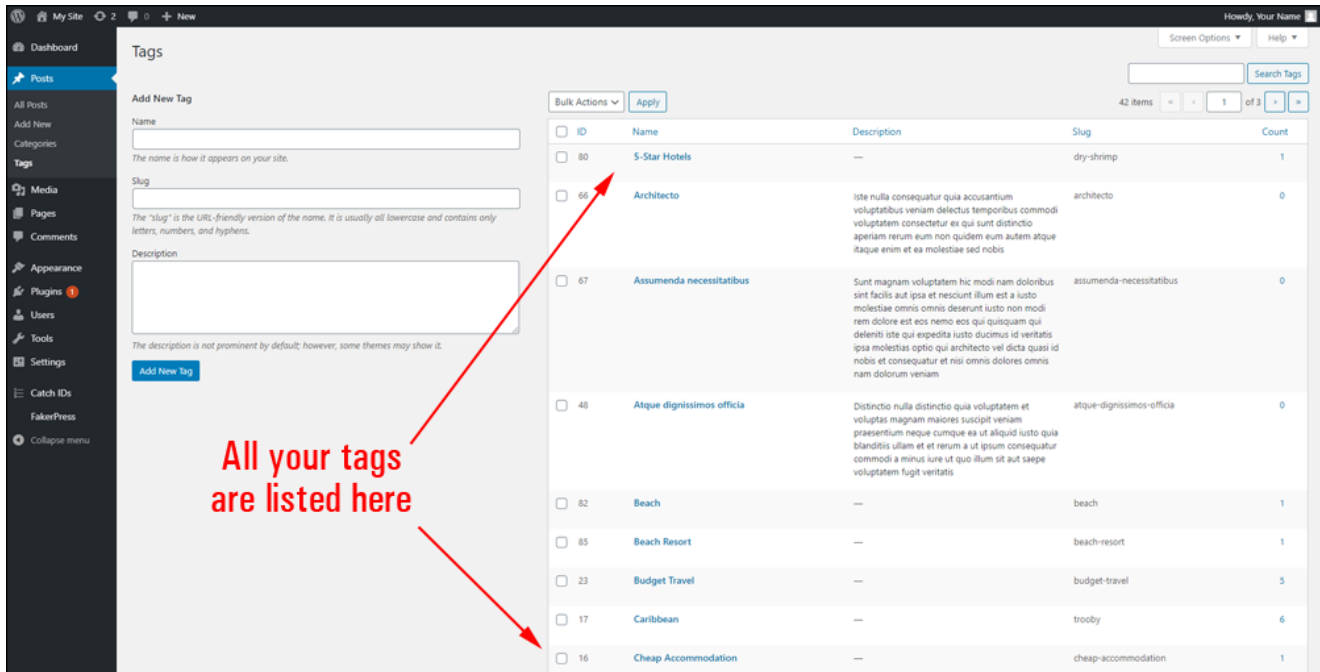 My Site 2 0 + New Howdy, Your Name
Screen Options ▼ Help ▼
Dashboard
Posts
All Posts
Add New
Categories
Tags
Media
Pages
Comments
Appearance
Plugins 1
Users
Tools
Settings
Catch IDs
FakerPress
Collapse menu
Tags
Add New Tag
Name
The name is how it appears on your site.
Slug
The "slug" is the URL-friendly version of the name. It is usually all lowercase and contains only
letters, numbers, and hyphens.
Description
The description is not prominent by default; however, some themes may show it.
Add New Tag
All your tags
are listed here
Search Tags
Bulk Actions Apply 42 items « ‹ 1 of 3 › »
ID Name Description Slug Count
80 5-Star Hotels — dry-shrimp 1
66 Architecto Iste nulla consequatur quia accusantium architecto 0
voluptatibus veniam delectus temporibus commodi
voluptatem consectetur ex qui sunt distinctio
aperiam rerum eum non quidem eum autem atque
itaque enim et ea molestiae sed nobis
67 Assumenda necessitatibus Sunt magnam voluptatem hic modi nam doloribus assumenda-necessitatibus 0
sint facilis aut ipsa et nesciunt illum est a iusto
molestiae omnis omnis deserunt iusto non modi
rem dolore est eos nemo eos qui quisquam qui
deleniti iste qui expedita iusto ducimus id veritatis
ipsa molestias optio qui architecto vel dicta quasi id
nobis et consequatur et nisi omnis dolores omnis
nam dolorum veniam
48 Atque dignissimos officia Distinctio nulla distinctio quia voluptatem et atque-dignissimos-officia 0
voluptas magnam maiores suscipit veniam
praesentium neque cumque ea ut aliquid iusto quia
blanditiis ullam et et rerum a ut ipsum consequatur
commodi a minus iure ut quo illum sit aut saepe
voluptatem fugit veritatis
82 Beach — beach 1
85 Beach Resort — beach-resort 1
23 Budget Travel — budget-travel 5
17 Caribbean — trooby 6
16 Cheap Accommodation — cheap-accommodation 1